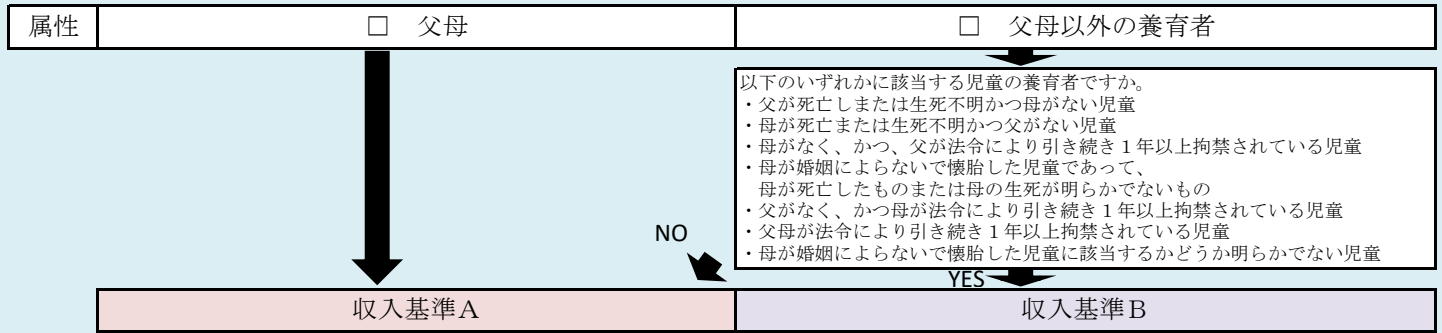 属性
□ 父母
□ 父母以外の養育者
以下のいずれかに該当する児童の養育者ですか。
・父が死亡しまたは生死不明かつ母がない児童
・母が死亡または生死不明かつ父がない児童
・母がなく、かつ、父が法令により引き続き１年以上拘禁されている児童
・母が婚姻によらないで懐胎した児童であって、
母が死亡したものまたは母の生死が明らかでないもの
・父がなく、かつ母が法令により引き続き１年以上拘禁されている児童
・父母が法令により引き続き１年以上拘禁されている児童
・母が婚姻によらないで懐胎した児童に該当するかどうか明らかでない児童
NO
YES
収入基準Ａ
収入基準Ｂ